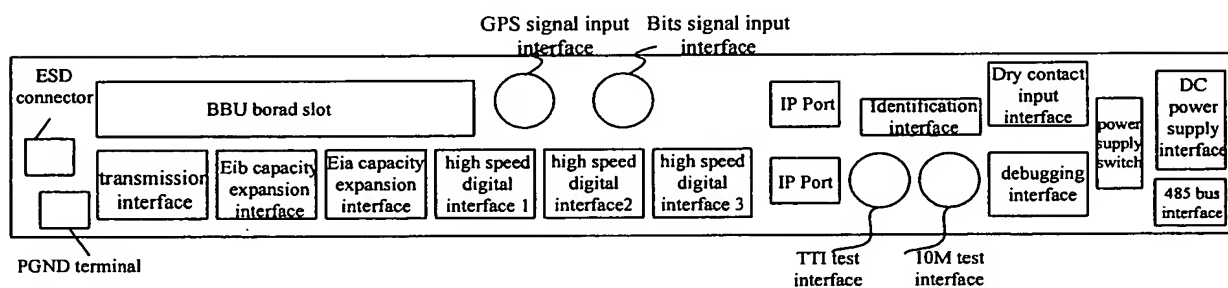 GPS signal input
interface
Bits signal input
interface
ESD
connector
BBU borad slot
IP Port
Identification
interface
Dry contact
input
interface
power
supply
switch
DC
power
supply
interface
transmission
interface
Eib capacity
expansion
interface
Eia capacity
expansion
interface
high speed
digital
interface 1
high speed
digital
interface2
high speed
digital
interface 3
IP Port
debugging
interface
485 bus
interface
PGND terminal
TTI test
interface
10M test
interface